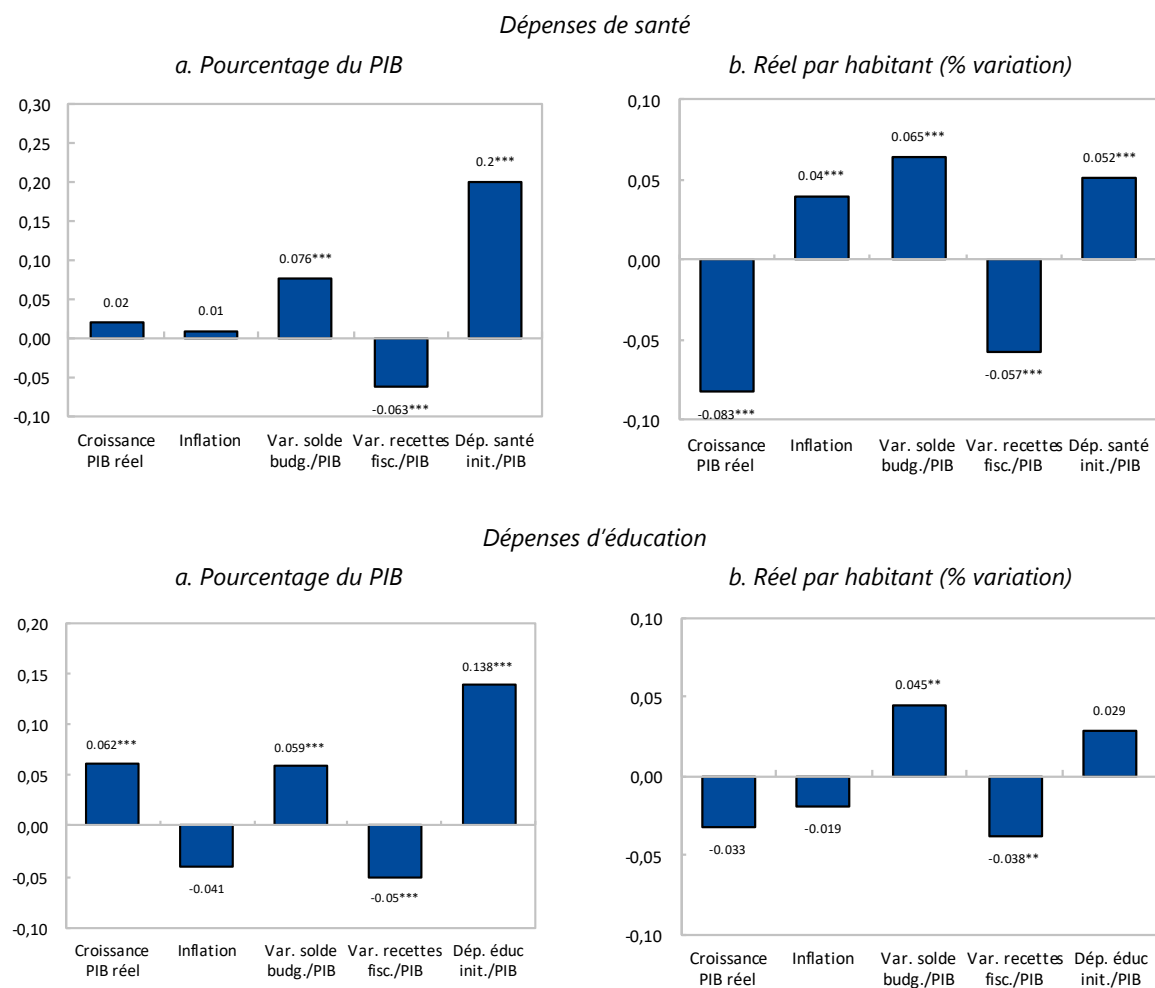 Dépenses de santé
a. Pourcentage du PIB
0,30
0,25
0,20
0,15
0,10
0,05
0,00
-0,05
-0,10
0.02
0.01
0.076***
-0.063***
0.2***
Croissance PIB réel
Inflation
Var. solde budg./PIB
Var. recettes fisc./PIB
Dép. santé init./PIB
b. Réel par habitant (% variation)
0,10
0,05
0,00
-0,05
-0,10
-0.083***
0.04***
0.065***
-0.057***
0.052***
Croissance PIB réel
Inflation
Var. solde budg./PIB
Var. recettes fisc./PIB
Dép. santé init./PIB
Dépenses d'éducation
a. Pourcentage du PIB
0,20
0,15
0,10
0,05
0,00
-0,05
-0,10
0.062***
-0.041
0.059***
-0.05***
0.138***
Croissance PIB réel
Inflation
Var. solde budg./PIB
Var. recettes fisc./PIB
Dép. éduc init./PIB
b. Réel par habitant (% variation)
0,10
0,05
0,00
-0,05
-0,10
-0.033
-0.019
0.045**
-0.038**
0.029
Croissance PIB réel
Inflation
Var. solde budg./PIB
Var. recettes fisc./PIB
Dép. éduc init./PIB